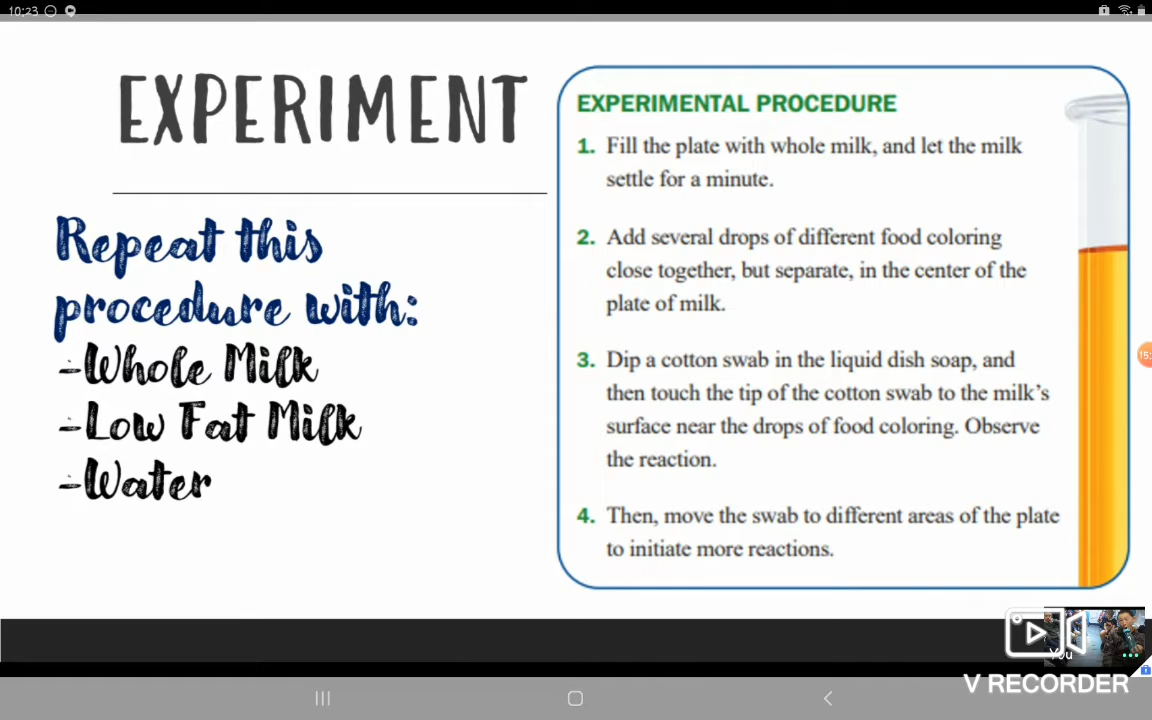 10:23
EXPERIMENT
Repeat this
procedure with:
-Whole Milk
-Low Fat Milk
-Water
EXPERIMENTAL PROCEDURE
1. Fill the plate with whole milk, and let the milk
settle for a minute.
2. Add several drops of different food coloring
close together, but separate, in the center of the
plate of milk.
3. Dip a cotton swab in the liquid dish soap, and
then touch the tip of the cotton swab to the milk’s
surface near the drops of food coloring. Observe
the reaction.
4. Then, move the swab to different areas of the plate
to initiate more reactions.
15:
You
V RECORDER